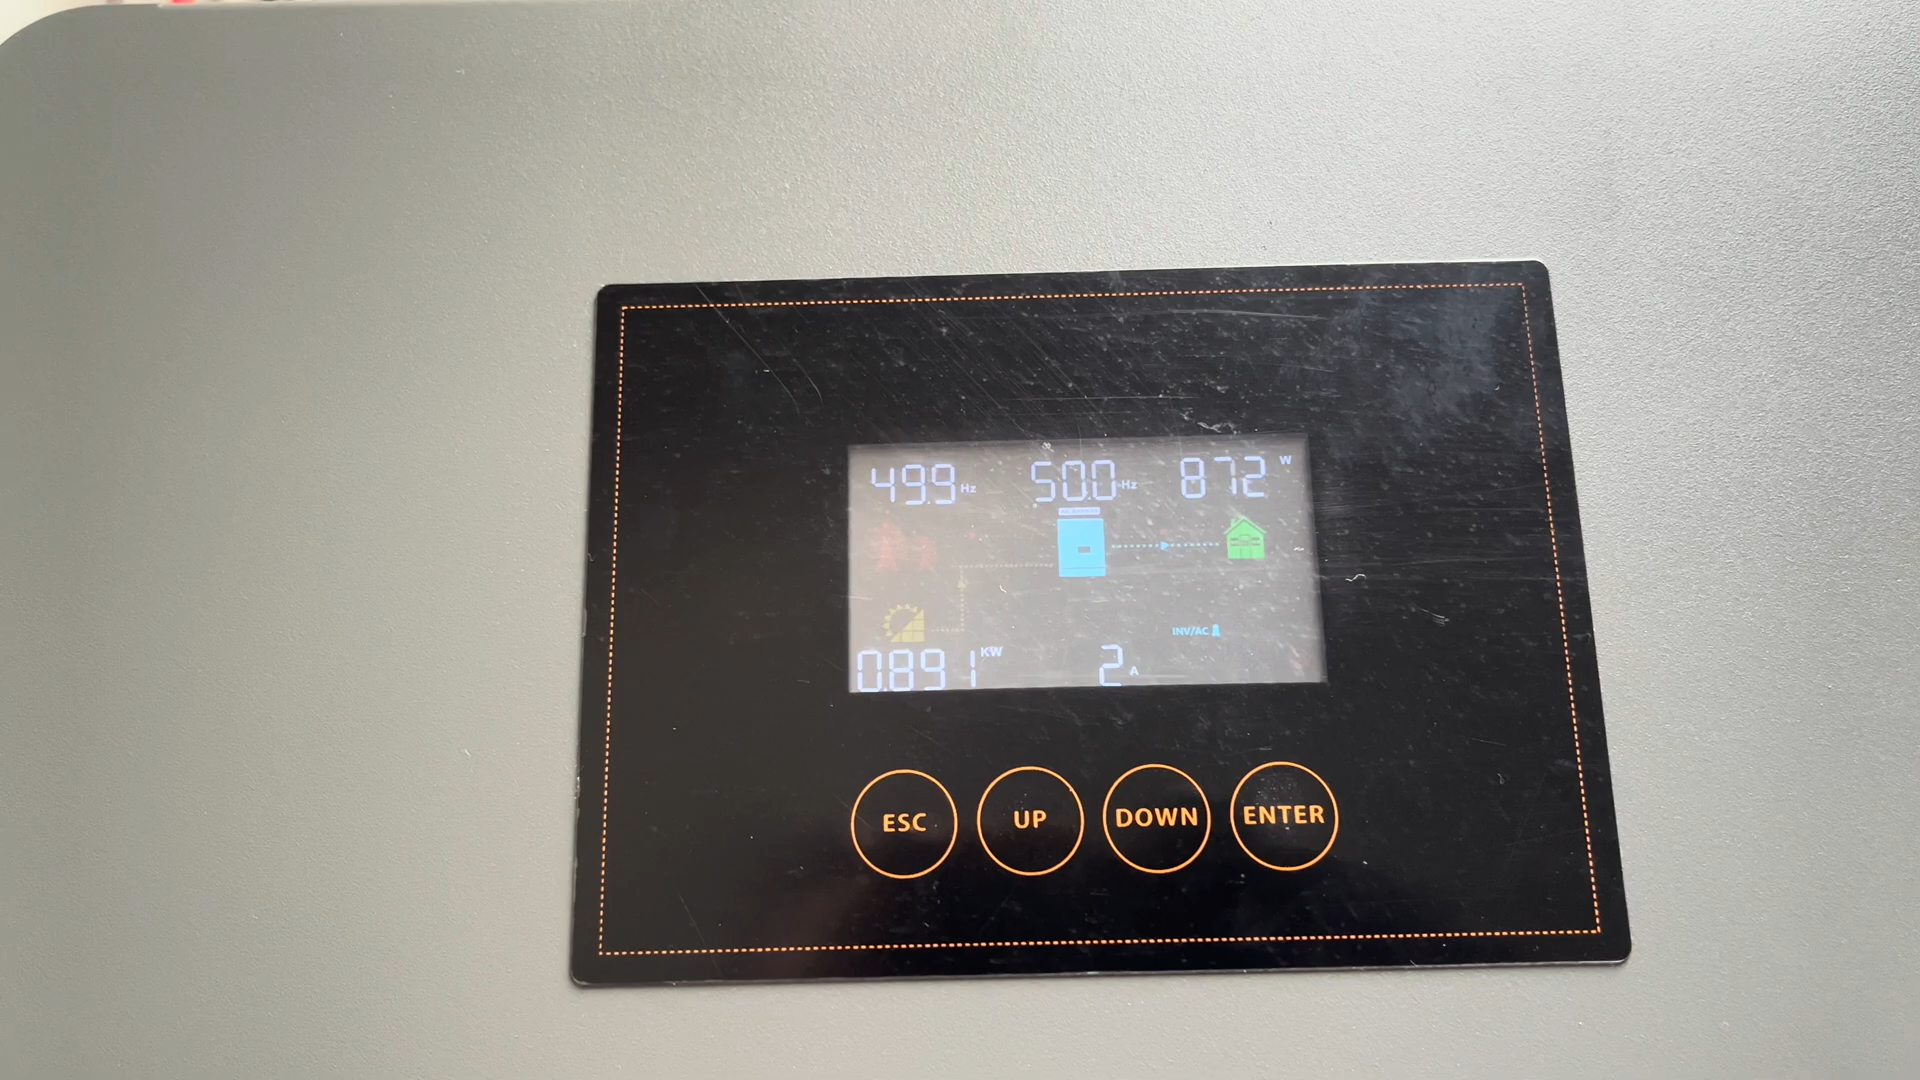 49.9 Hz 50.0 Hz 872 W
INV/AC
0.891 KW 2 A
ESC UP DOWN ENTER